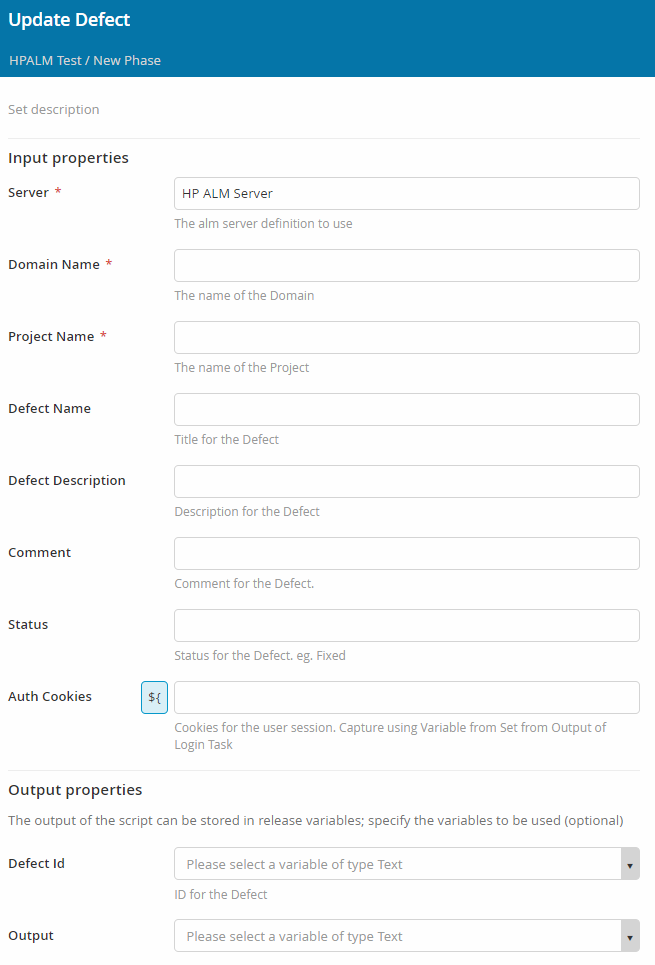 Update Defect
HPALM Test / New Phase
Set description
Input properties
Server *
HP ALM Server
The alm server definition to use
Domain Name *
The name of the Domain
Project Name *
The name of the Project
Defect Name
Title for the Defect
Defect Description
Description for the Defect
Comment
Comment for the Defect.
Status
Status for the Defect. eg. Fixed
Auth Cookies
${
Cookies for the user session. Capture using Variable from Set from Output of
Login Task
Output properties
The output of the script can be stored in release variables; specify the variables to be used (optional)
Defect Id
Please select a variable of type Text
ID for the Defect
Output
Please select a variable of type Text